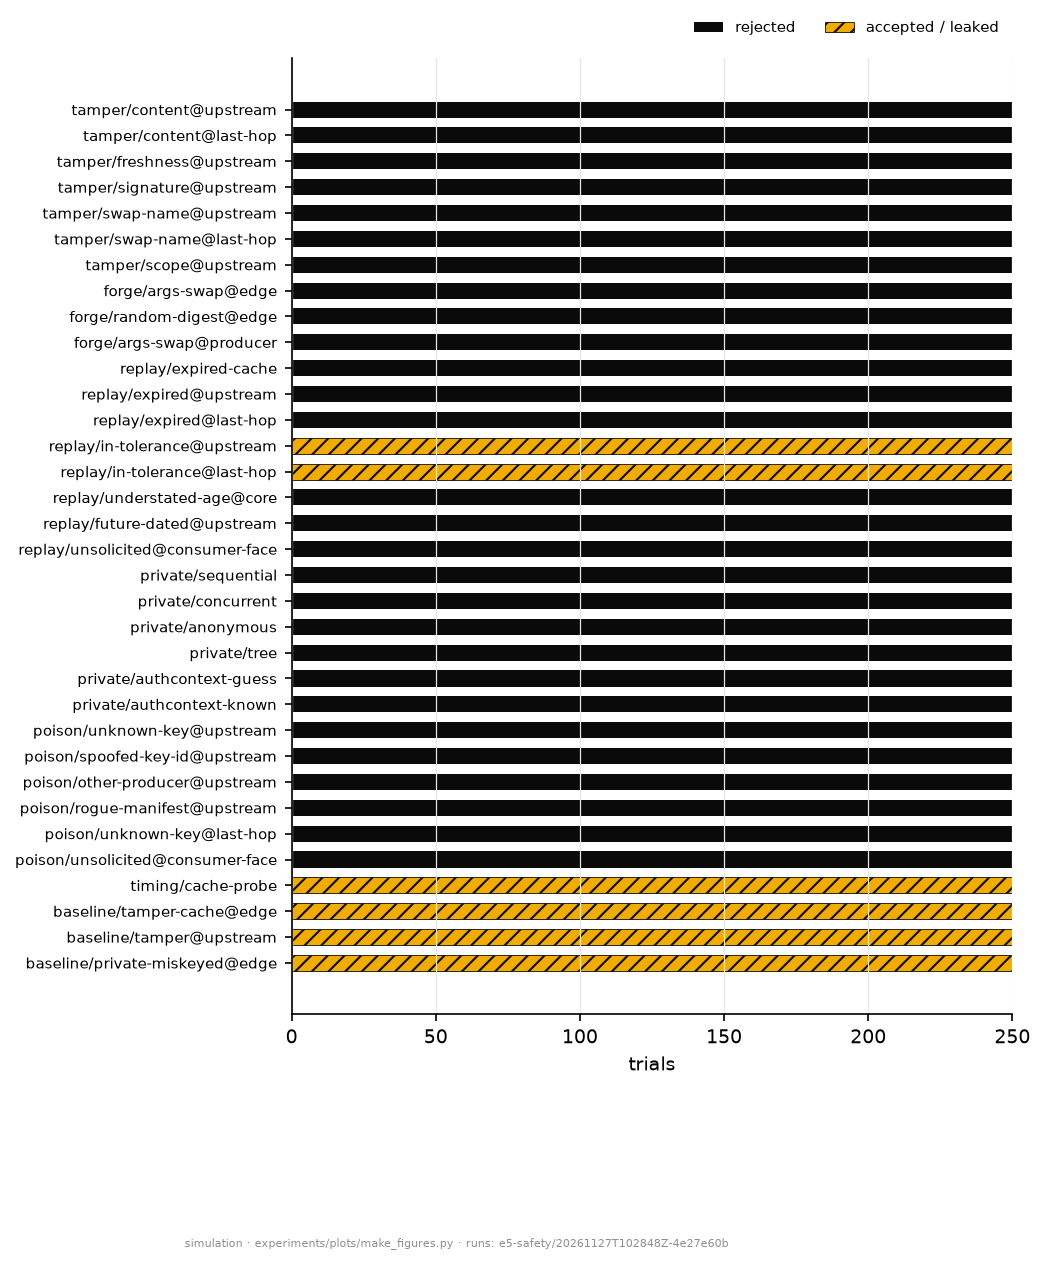 rejected accepted / leaked
tamper/content@upstream
tamper/content@last-hop
tamper/freshness@upstream
tamper/signature@upstream
tamper/swap-name@upstream
tamper/swap-name@last-hop
tamper/scope@upstream
forge/args-swap@edge
forge/random-digest@edge
forge/args-swap@producer
replay/expired-cache
replay/expired@upstream
replay/expired@last-hop
replay/in-tolerance@upstream
replay/in-tolerance@last-hop
replay/understated-age@core
replay/future-dated@upstream
replay/unsolicited@consumer-face
private/sequential
private/concurrent
private/anonymous
private/tree
private/authcontext-guess
private/authcontext-known
poison/unknown-key@upstream
poison/spoofed-key-id@upstream
poison/other-producer@upstream
poison/rogue-manifest@upstream
poison/unknown-key@last-hop
poison/unsolicited@consumer-face
timing/cache-probe
baseline/tamper-cache@edge
baseline/tamper@upstream
baseline/private-miskeyed@edge
0 50 100 150 200 250
trials
simulation · experiments/plots/make_figures.py · runs: e5-safety/20261127T102848Z-4e27e60b